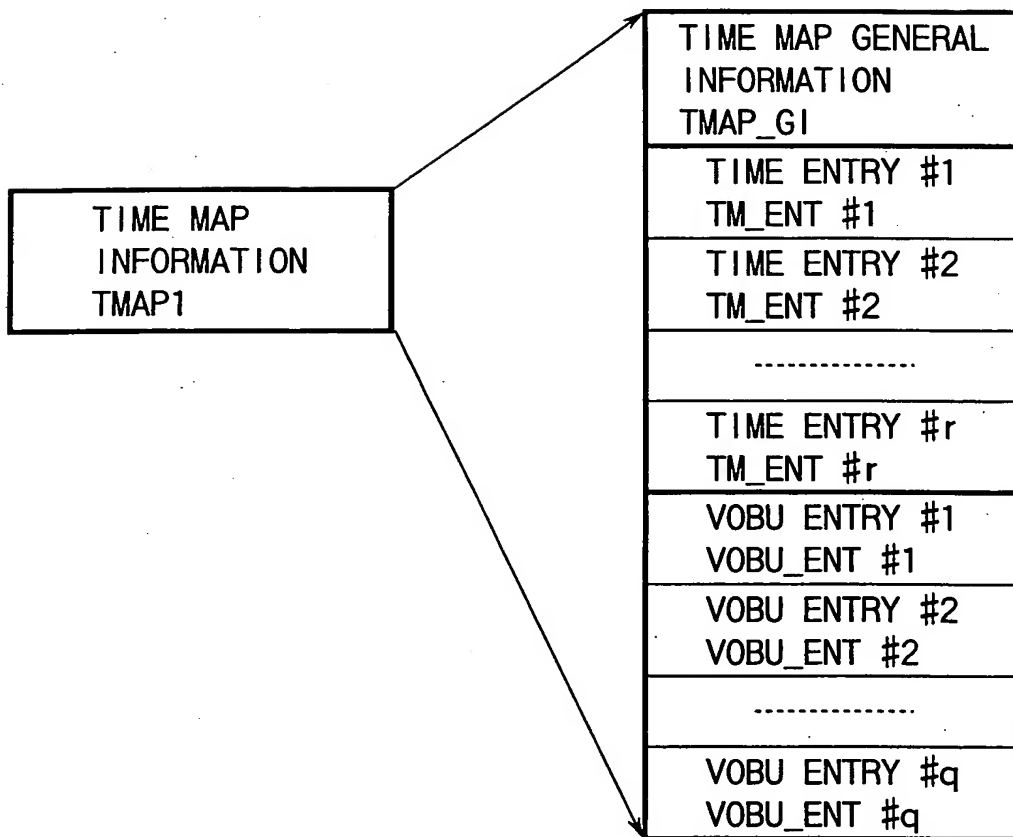 TIME MAP
INFORMATION
TMAP1
TIME MAP GENERAL
INFORMATION
TMAP_GI
TIME ENTRY #1
TM_ENT #1
TIME ENTRY #2
TM_ENT #2
TIME ENTRY #r
TM_ENT #r
VOBU ENTRY #1
VOBU_ENT #1
VOBU ENTRY #2
VOBU_ENT #2
VOBU ENTRY #q
VOBU_ENT #q